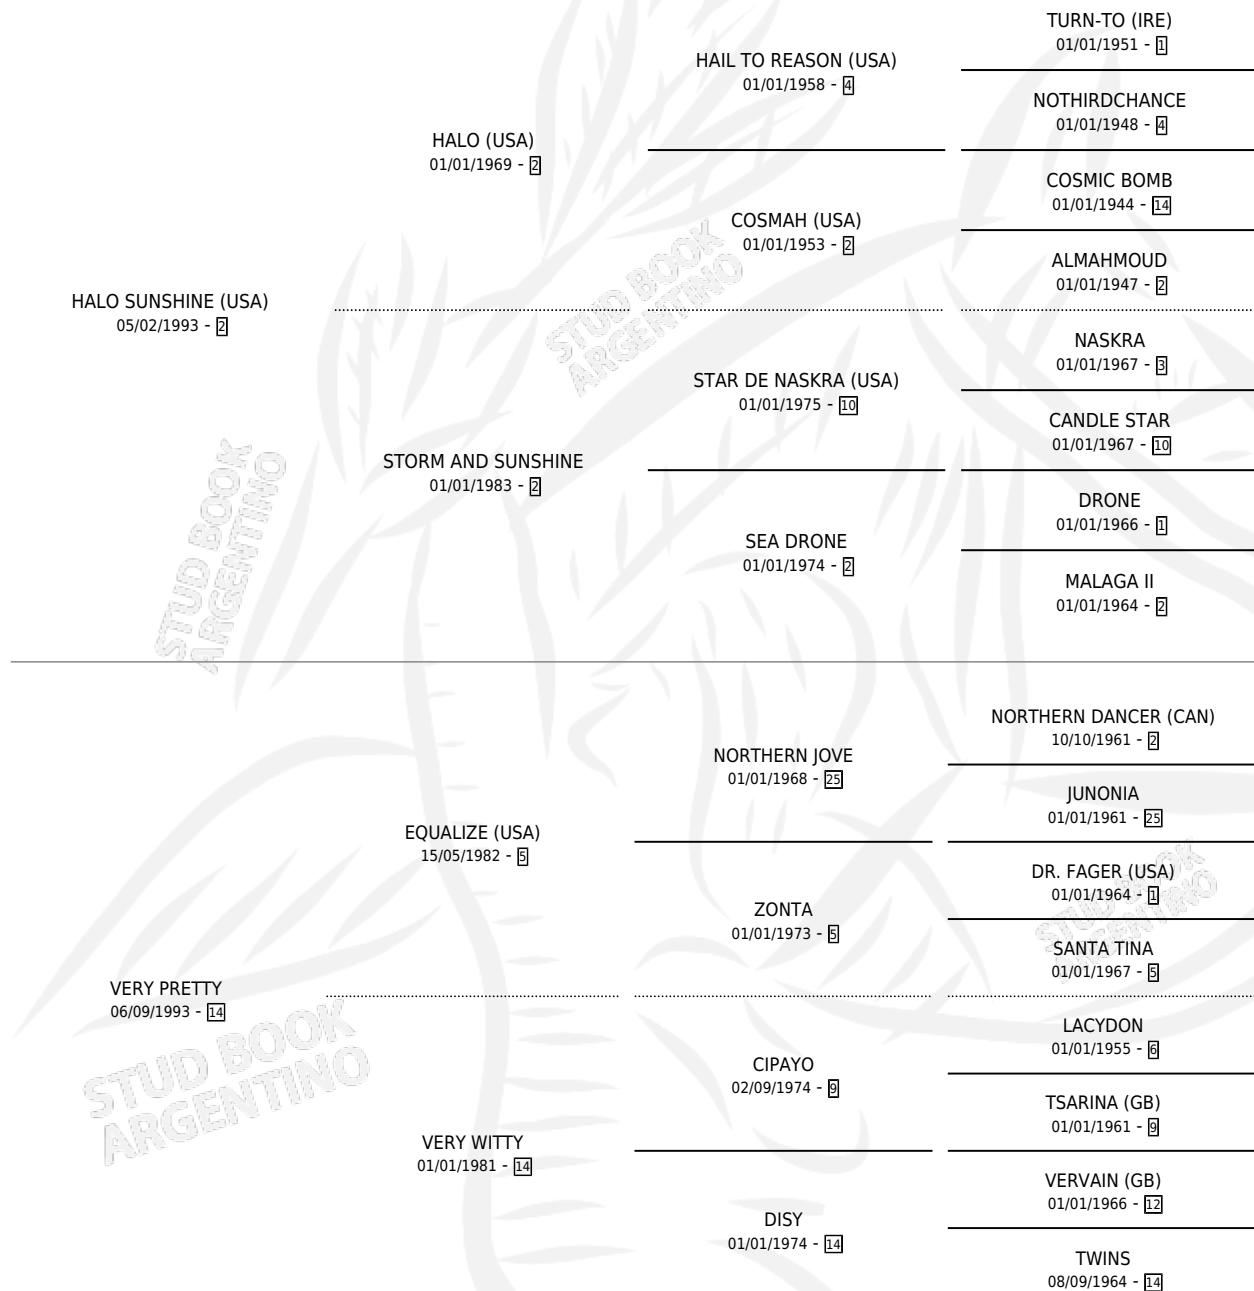 TURN-TO (IRE)
01/01/1951 - 1
HAIL TO REASON (USA)
01/01/1958 - 4
NOTHIRDCHANCE
01/01/1948 - 4
HALO (USA)
01/01/1969 - 2
COSMIC BOMB
01/01/1944 - 14
COSMAH (USA)
01/01/1953 - 2
ALMAHMOUD
01/01/1947 - 2
HALO SUNSHINE (USA)
05/02/1993 - 2
NASKRA
01/01/1967 - 3
STAR DE NASKRA (USA)
01/01/1975 - 10
CANDLE STAR
01/01/1967 - 10
STORM AND SUNSHINE
01/01/1983 - 2
DRONE
01/01/1966 - 1
SEA DRONE
01/01/1974 - 2
MALAGA II
01/01/1964 - 2
NORTHERN DANCER (CAN)
10/10/1961 - 2
NORTHERN JOVE
01/01/1968 - 25
JUNONIA
01/01/1961 - 25
EQUALIZE (USA)
15/05/1982 - 5
DR. FAGER (USA)
01/01/1964 - 1
ZONTA
01/01/1973 - 5
SANTA TINA
01/01/1967 - 5
VERY PRETTY
06/09/1993 - 14
LACYDON
01/01/1955 - 6
CIPAYO
02/09/1974 - 9
TSARINA (GB)
01/01/1961 - 9
VERY WITTY
01/01/1981 - 14
VERVAIN (GB)
01/01/1966 - 12
DISY
01/01/1974 - 14
TWINS
08/09/1964 - 14
STUD BOOK
ARGENTINO
STUD BOOK
ARGENTINO
STUD BOOK
ARGENTINO
STUD BOOK
ARGENTINO